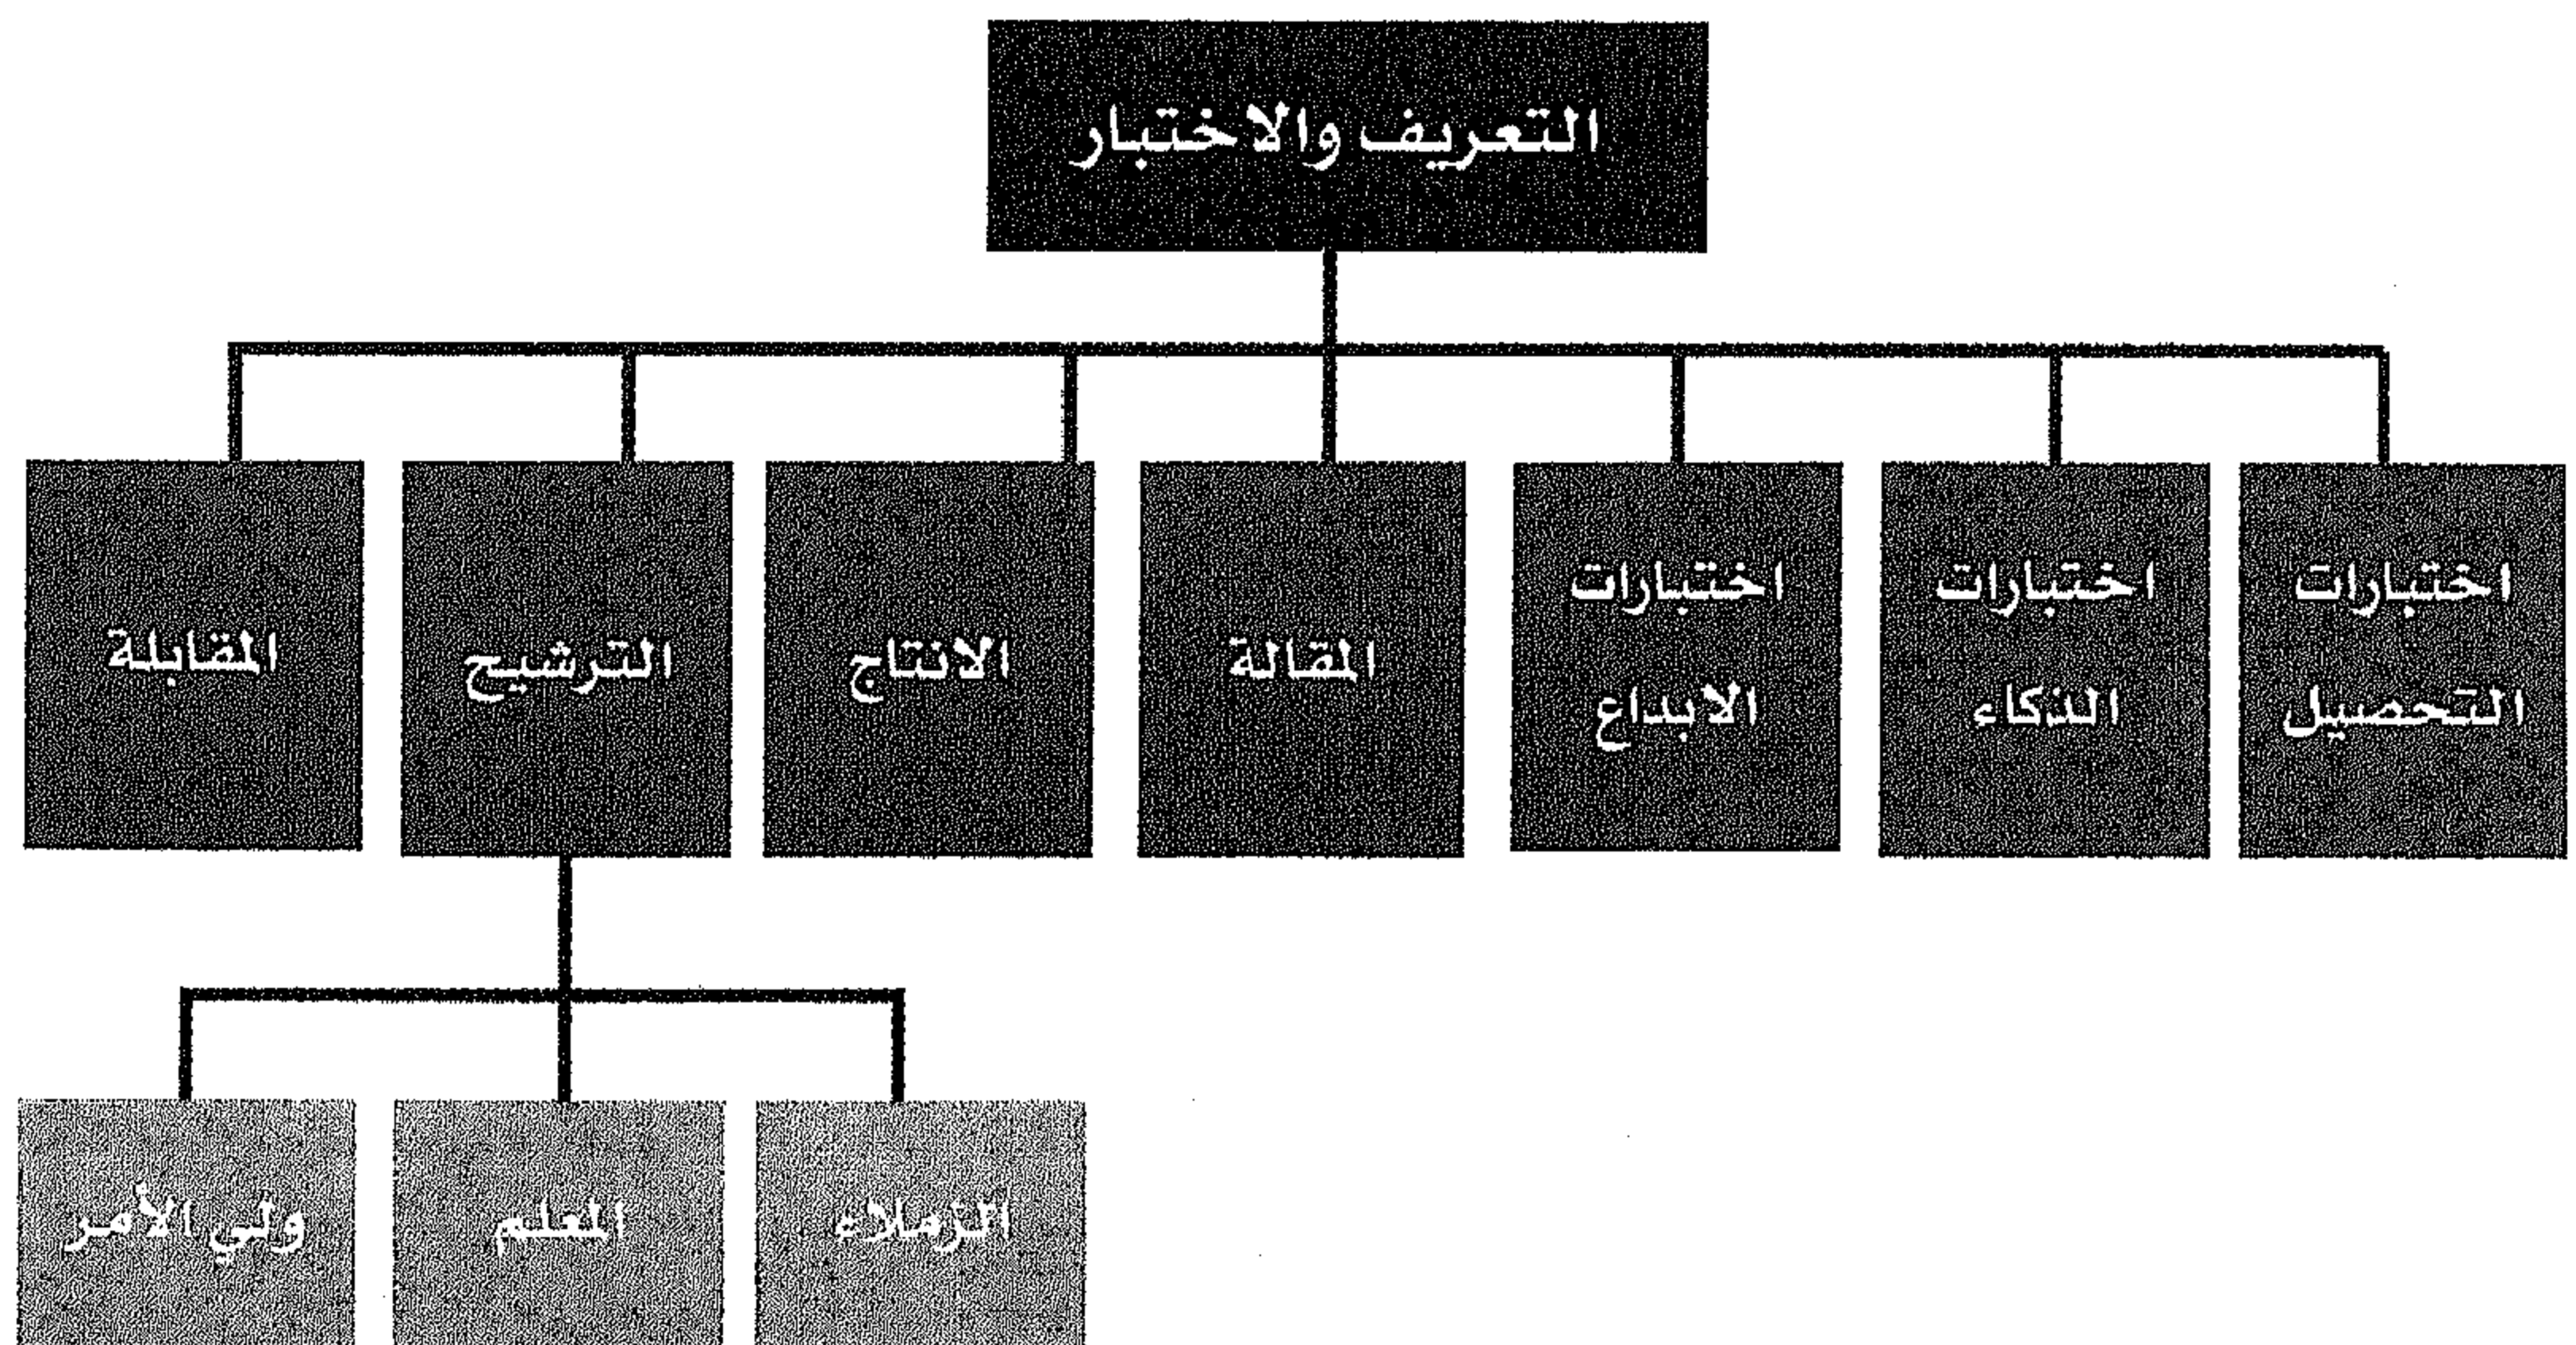 التعريف والاختبار
اختبارات
التحصيل
اختبارات
الذكاء
اختبارات
الابداع
المقالة
الانتاج
الترشيح
المقابلة
الزملاء
المعلم
ولي الأمر